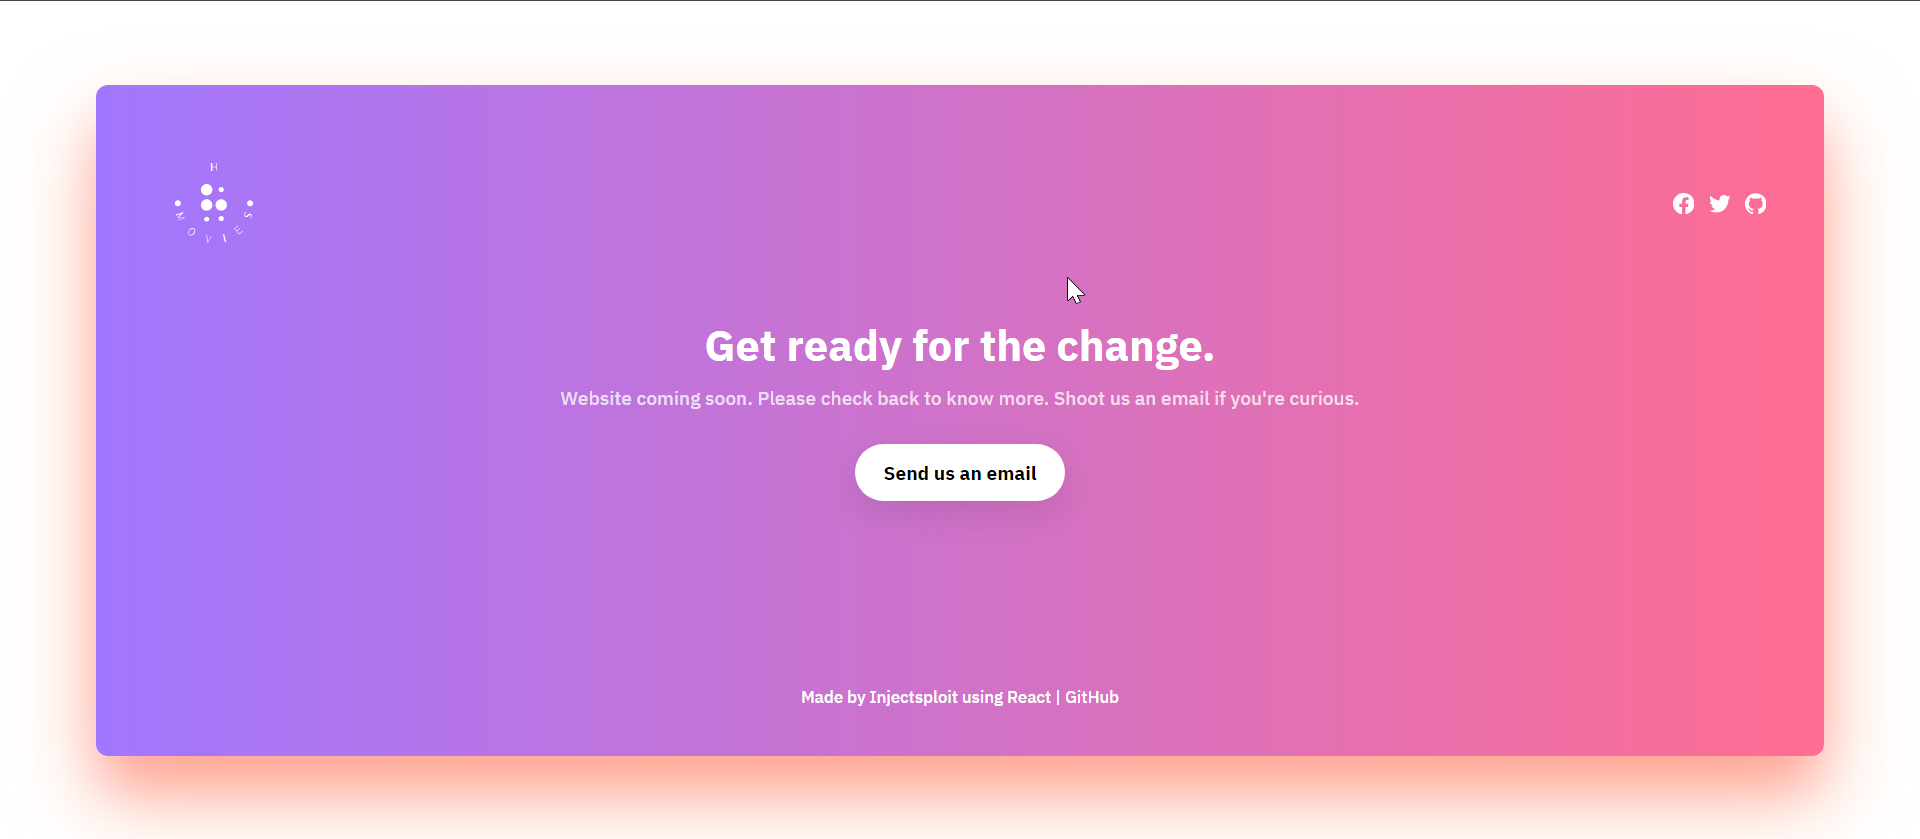 H
MOVIES
Get ready for the change.
Website coming soon. Please check back to know more. Shoot us an email if you're curious.
Send us an email
Made by Injectsploit using React | GitHub